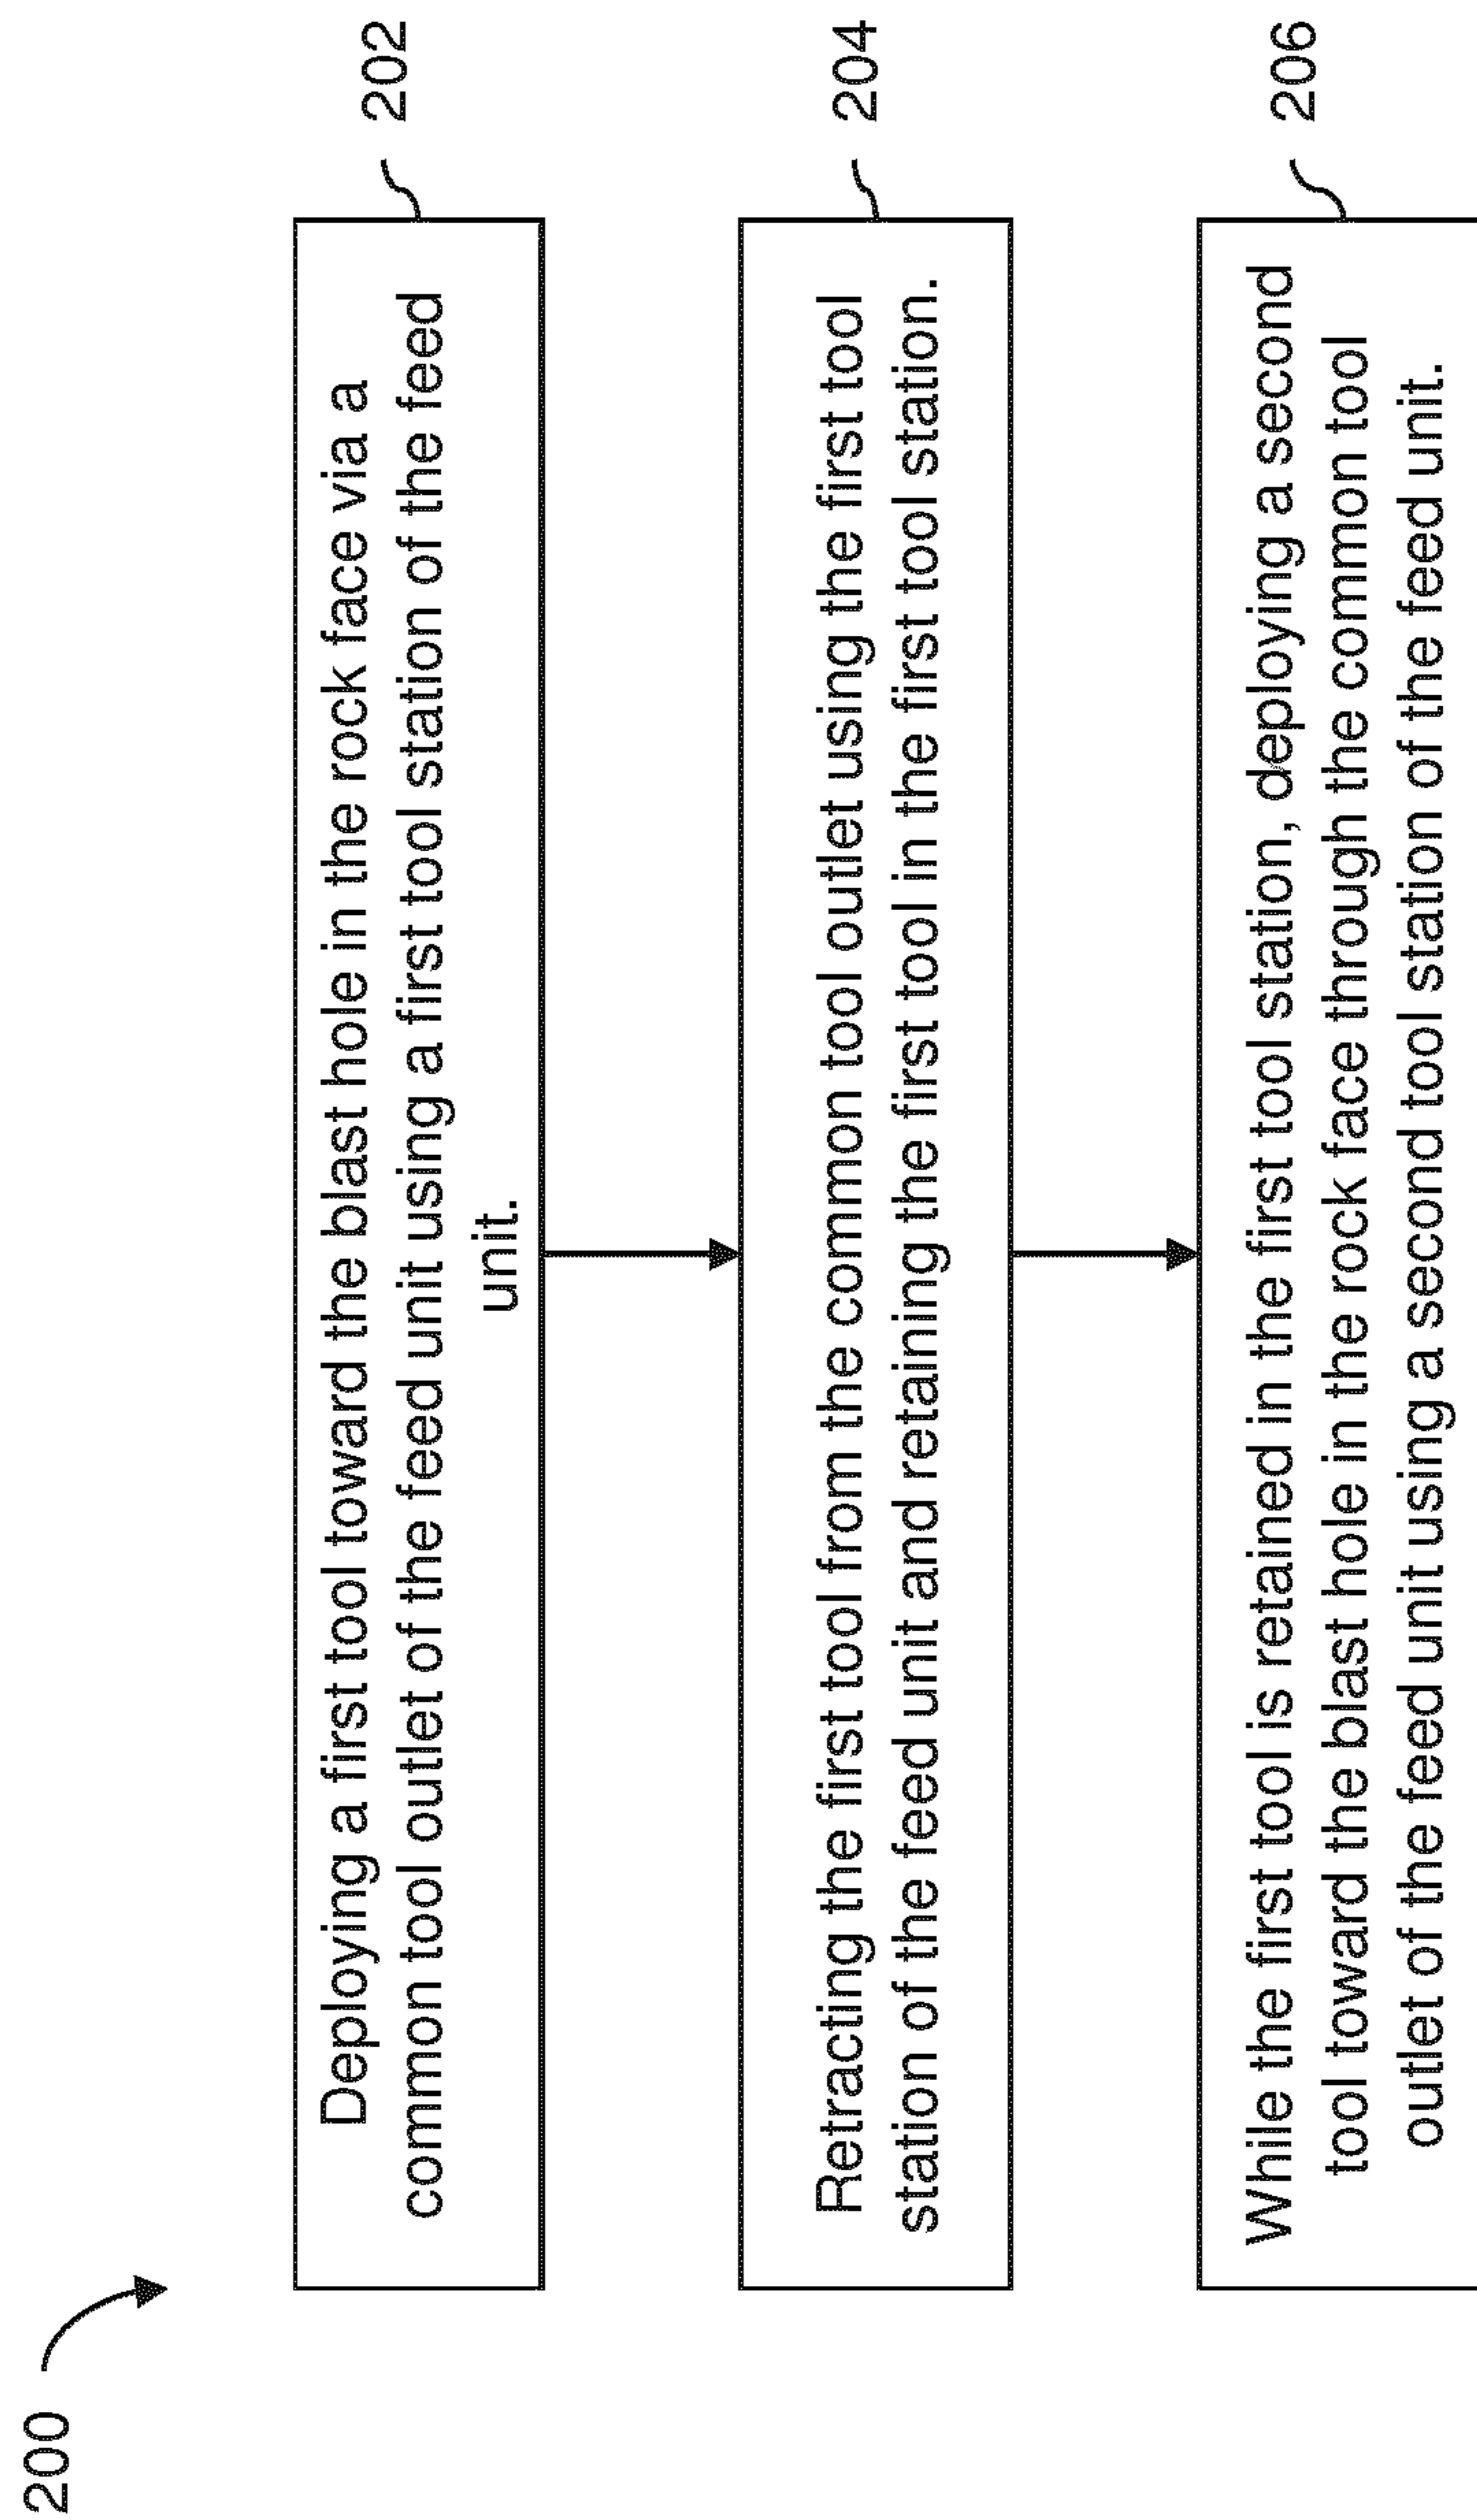 200
Deploying a first tool toward the blast hole in the rock face via a
common tool outlet of the feed unit using a first tool station of the feed
unit.
202
Retracting the first tool from the common tool outlet using the first tool
station of the feed unit and retaining the first tool in the first tool station.
204
While the first tool is retained in the first tool station, deploying a second
tool toward the blast hole in the rock face through the common tool
outlet of the feed unit using a second tool station of the feed unit.
206